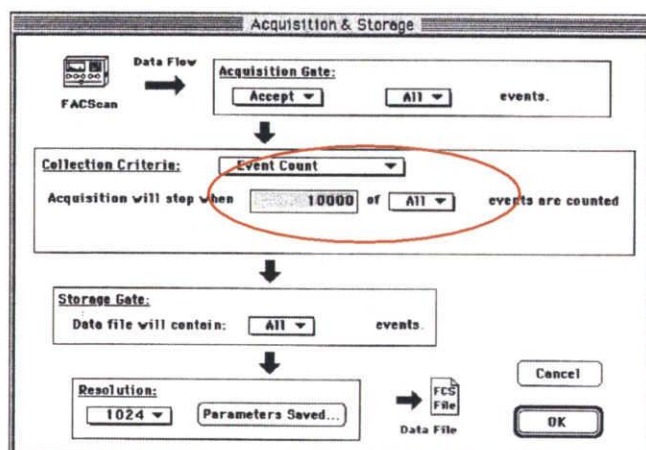 Acquisition & Storage
FACScan
Data Flow
Acquisition Gate:
Accept All events.
Collection Criteria: Event Count
Acquisition will stop when 10000 of All events are counted
Storage Gate:
Data file will contain: All events.
Resolution:
1024 Parameters Saved...
FCS
File
Data File
Cancel
OK